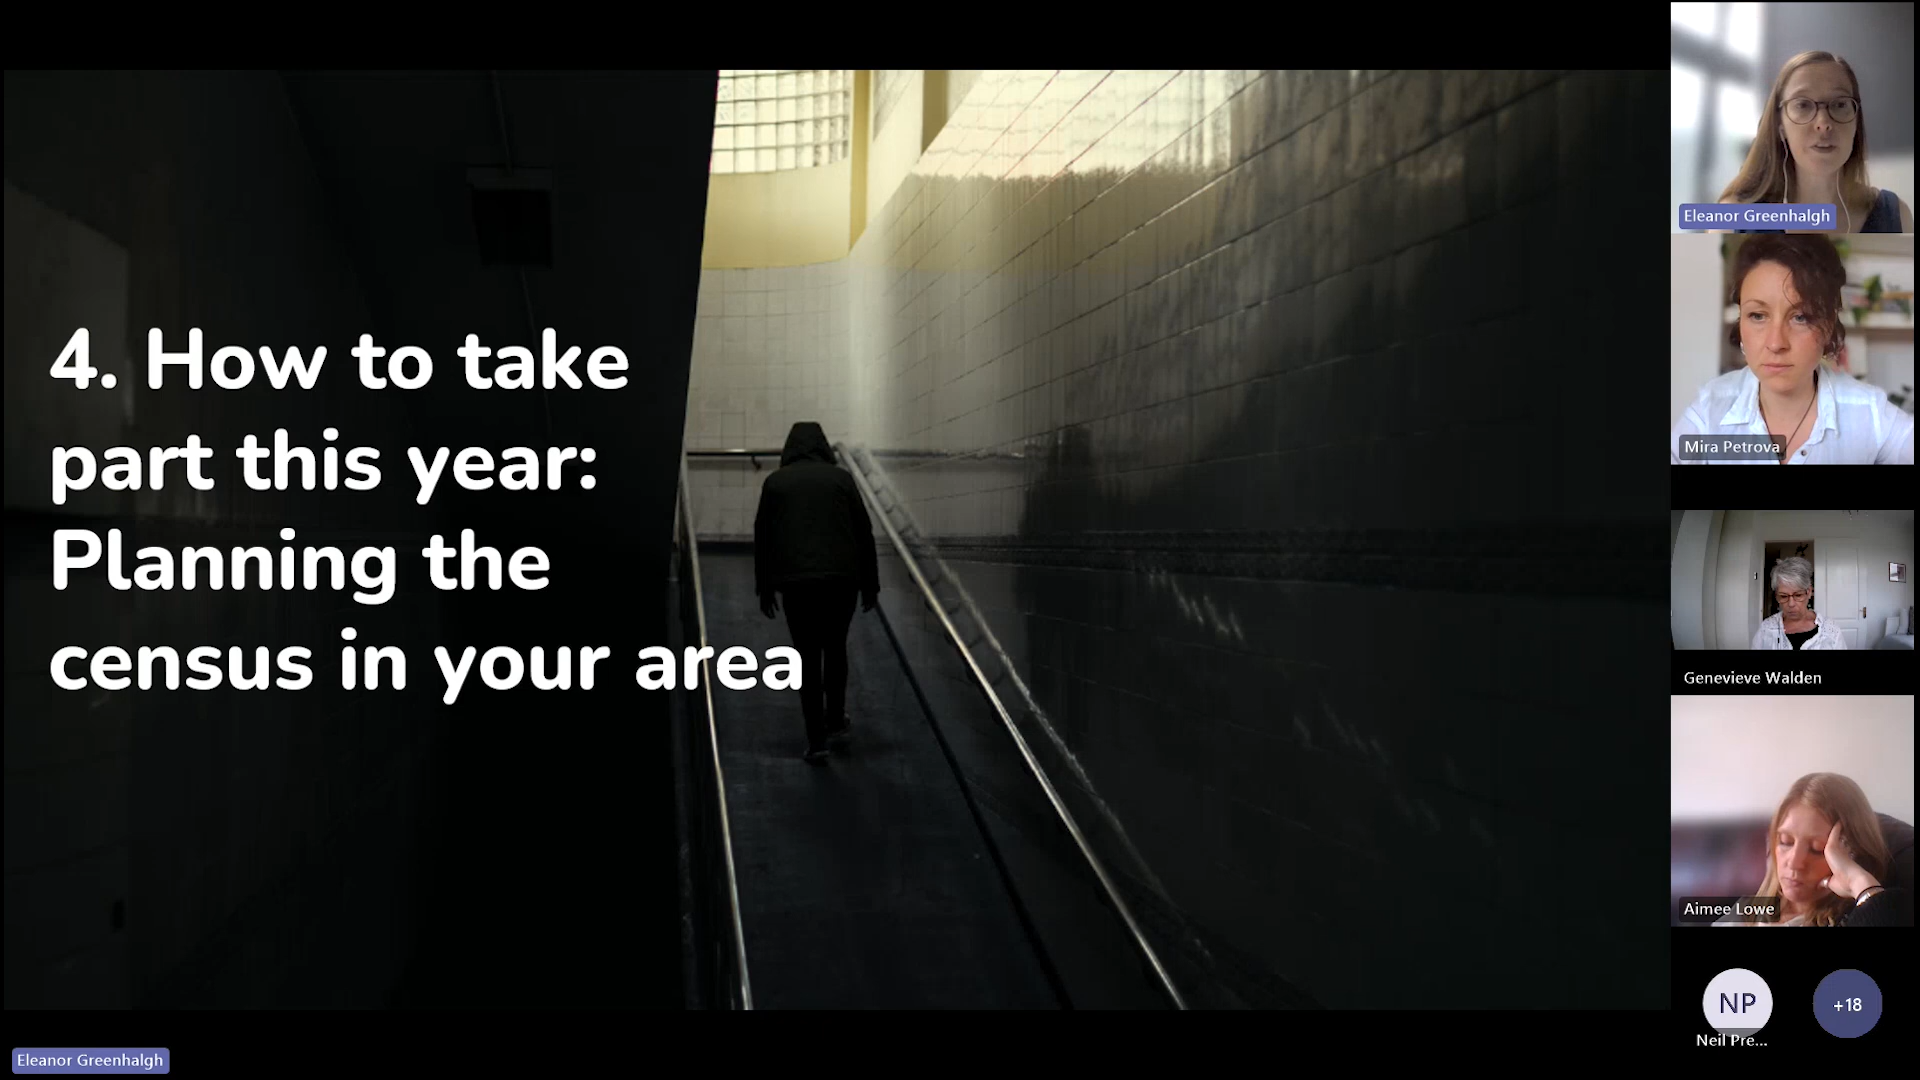 4. How to take
part this year:
Planning the
census in your area
Eleanor Greenhalgh
Mira Petrova
Genevieve Walden
Aimee Lowe
NP
+18
Neil Pre...
Eleanor Greenhalgh